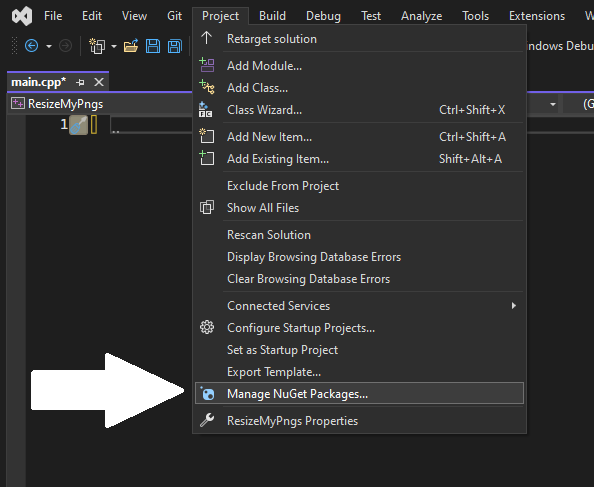 File Edit View Git Project Build Debug Test Analyze Tools Extensions W
Retarget solution
ndows Debu
Add Module...
main.cpp*
Add Class...
ResizeMyPngs
Class Wizard... Ctrl+Shift+X
(G
1
Add New Item... Ctrl+Shift+A
Add Existing Item... Shift+Alt+A
Exclude From Project
Show All Files
Rescan Solution
Display Browsing Database Errors
Clear Browsing Database Errors
Connected Services
Configure Startup Projects...
Set as Startup Project
Export Template...
Manage NuGet Packages...
ResizeMyPngs Properties